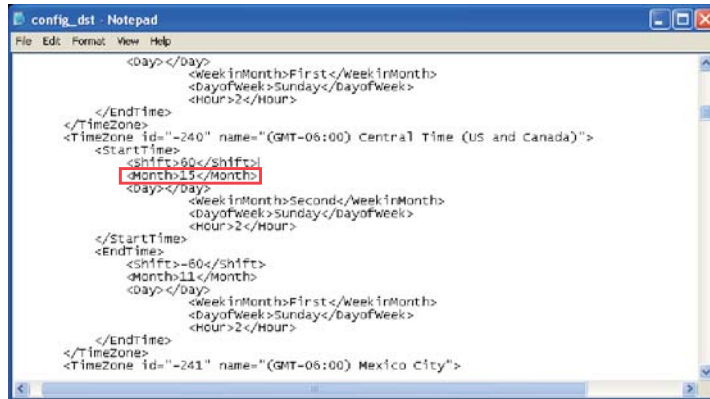 config_dst - Notepad
File Edit Format View Help
<Day></Day>
<WeekinMonth>First</WeekinMonth>
<DayofWeek>Sunday</DayofWeek>
<Hour>2</Hour>
</EndTime>
</TimeZone>
<TimeZone id="-240" name="(GMT-06:00) Central Time (US and Canada)">
<StartTime>
<Shift>60</Shift>
<Month>15</Month>
<Day></Day>
<WeekinMonth>Second</WeekinMonth>
<DayofWeek>Sunday</DayofWeek>
<Hour>2</Hour>
</StartTime>
<EndTime>
<Shift>-60</Shift>
<Month>11</Month>
<Day></Day>
<WeekinMonth>First</WeekinMonth>
<DayofWeek>Sunday</DayofWeek>
<Hour>2</Hour>
</EndTime>
</TimeZone>
<TimeZone id="-241" name="(GMT-06:00) Mexico City">